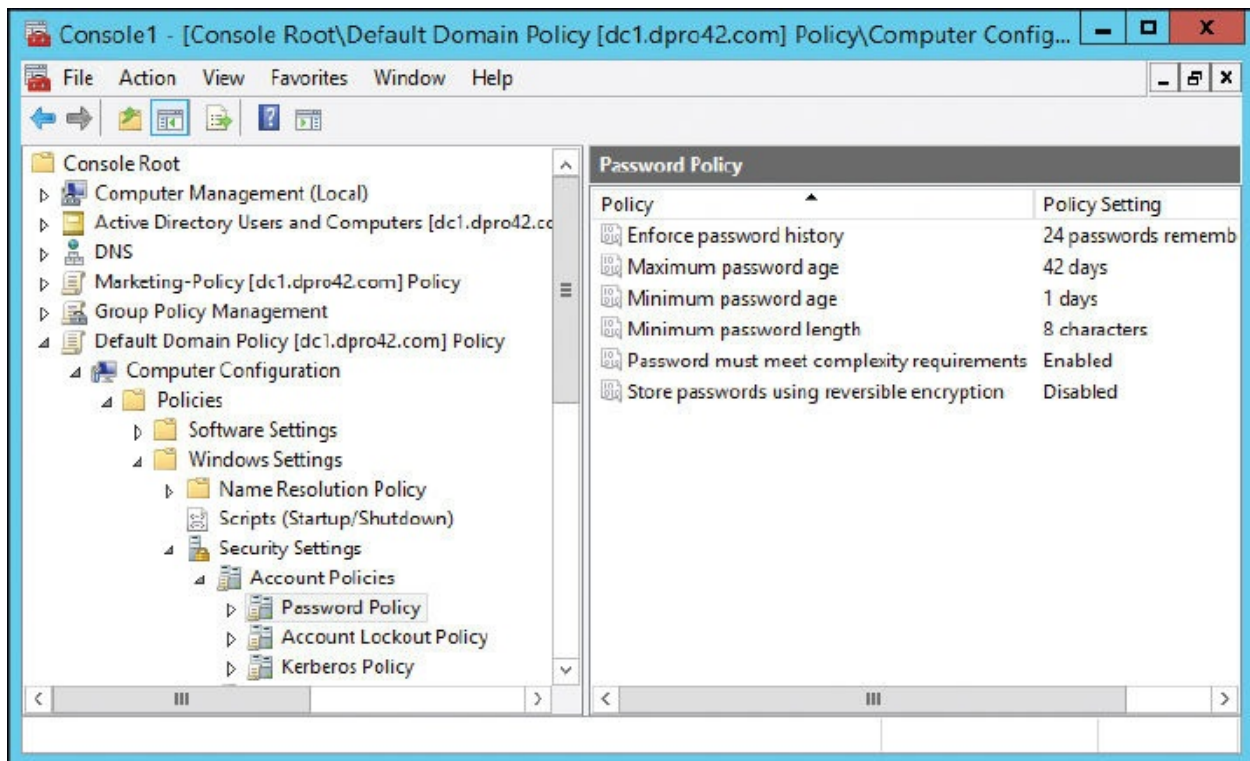 Console1 - [Console Root\Default Domain Policy [dc1.dpro42.com] Policy\Computer Config...
File Action View Favorites Window Help
Console Root
Computer Management (Local)
Active Directory Users and Computers [dc1.dpro42.cc
DNS
Marketing-Policy [dc1.dpro42.com] Policy
Group Policy Management
Default Domain Policy [dc1.dpro42.com] Policy
Computer Configuration
Policies
Software Settings
Windows Settings
Name Resolution Policy
Scripts (Startup/Shutdown)
Security Settings
Account Policies
Password Policy
Account Lockout Policy
Kerberos Policy
Password Policy
Policy Policy Setting
Enforce password history 24 passwords rememb
Maximum password age 42 days
Minimum password age 1 days
Minimum password length 8 characters
Password must meet complexity requirements Enabled
Store passwords using reversible encryption Disabled